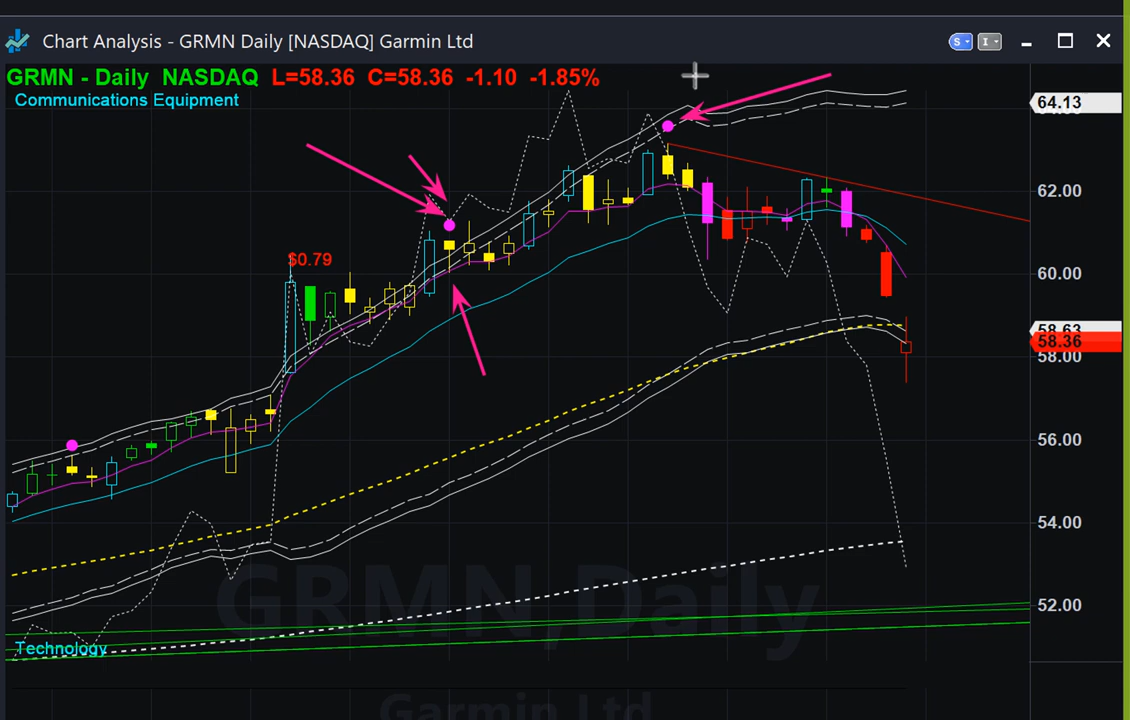 Chart Analysis - GRMN Daily [NASDAQ] Garmin Ltd
S
I
GRMN - Daily NASDAQ L=58.36 C=58.36 -1.10 -1.85%
Communications Equipment
64.13
62.00
$0.79
60.00
58.63
58.36
58.00
56.00
54.00
52.00
GRMN Daily
Technology
Garmin Ltd